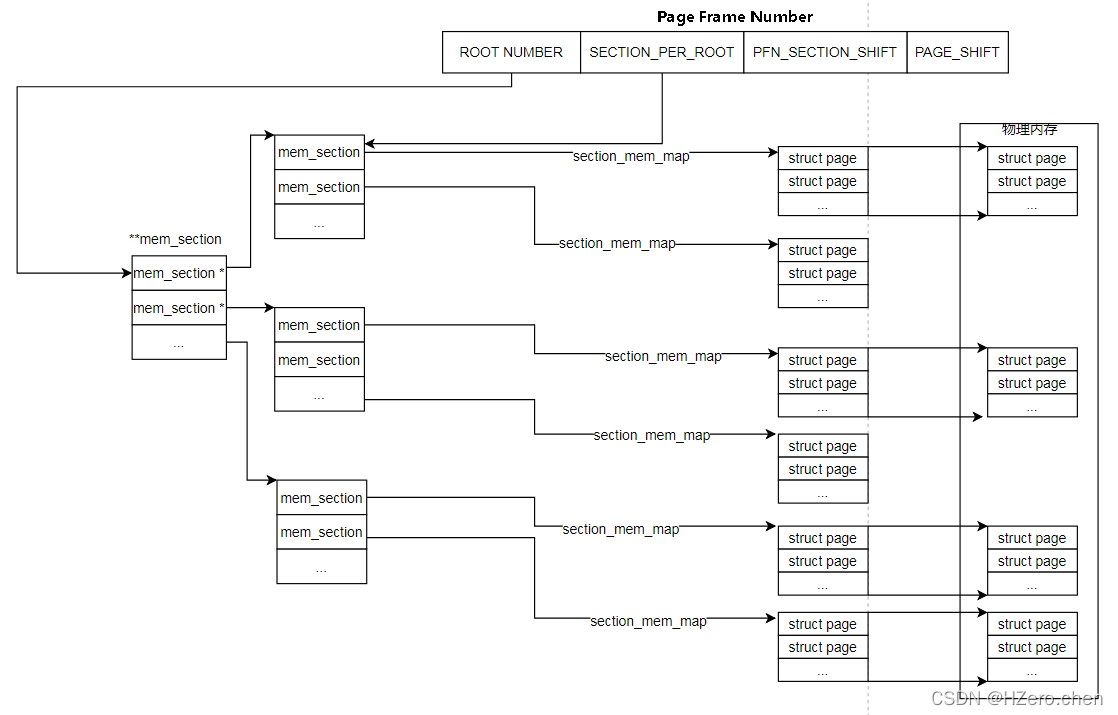 Page Frame Number
ROOT NUMBER SECTION_PER_ROOT PFN_SECTION_SHIFT PAGE_SHIFT
物理内存
mem_section
mem_section
...
section_mem_map
section_mem_map
struct page
struct page
...
struct page
struct page
...
struct page
struct page
...
**mem_section
mem_section *
mem_section *
...
mem_section
mem_section
...
section_mem_map
section_mem_map
struct page
struct page
...
struct page
struct page
...
struct page
struct page
...
mem_section
mem_section
...
section_mem_map
section_mem_map
struct page
struct page
...
struct page
struct page
...
struct page
struct page
...
struct page
struct page
...
CSDN @HZero.chen